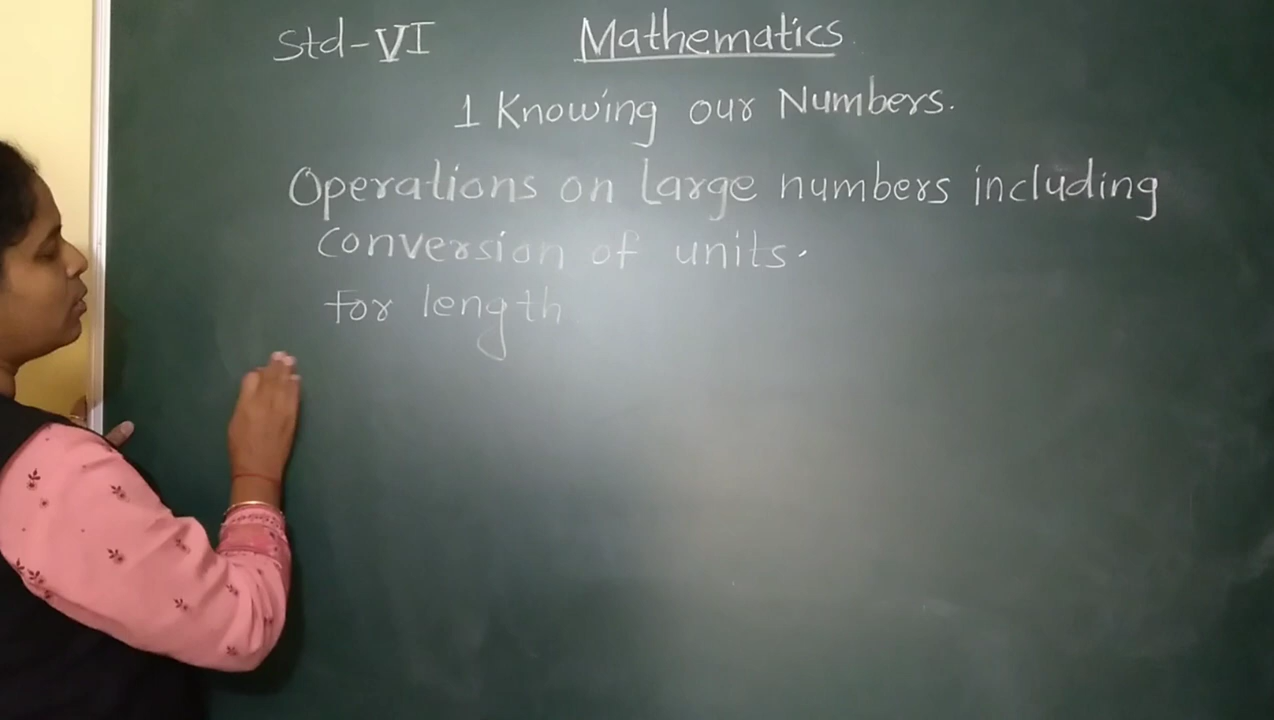 Std-VI Mathematics
1 Knowing our Numbers.
Operations on large numbers including
conversion of units.
for length